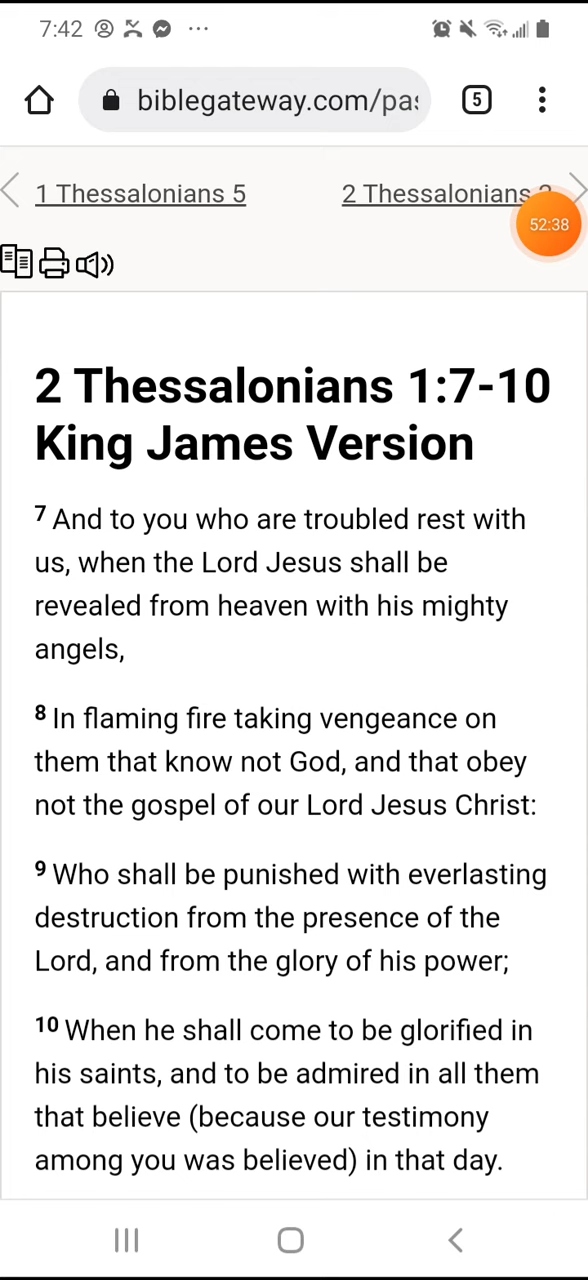 7:42
5
biblegateway.com/pas
1 Thessalonians 5
2 Thessalonians
52:38
2 Thessalonians 1:7-10
King James Version
7 And to you who are troubled rest with
us, when the Lord Jesus shall be
revealed from heaven with his mighty
angels,
8 In flaming fire taking vengeance on
them that know not God, and that obey
not the gospel of our Lord Jesus Christ:
9 Who shall be punished with everlasting
destruction from the presence of the
Lord, and from the glory of his power;
10 When he shall come to be glorified in
his saints, and to be admired in all them
that believe (because our testimony
among you was believed) in that day.